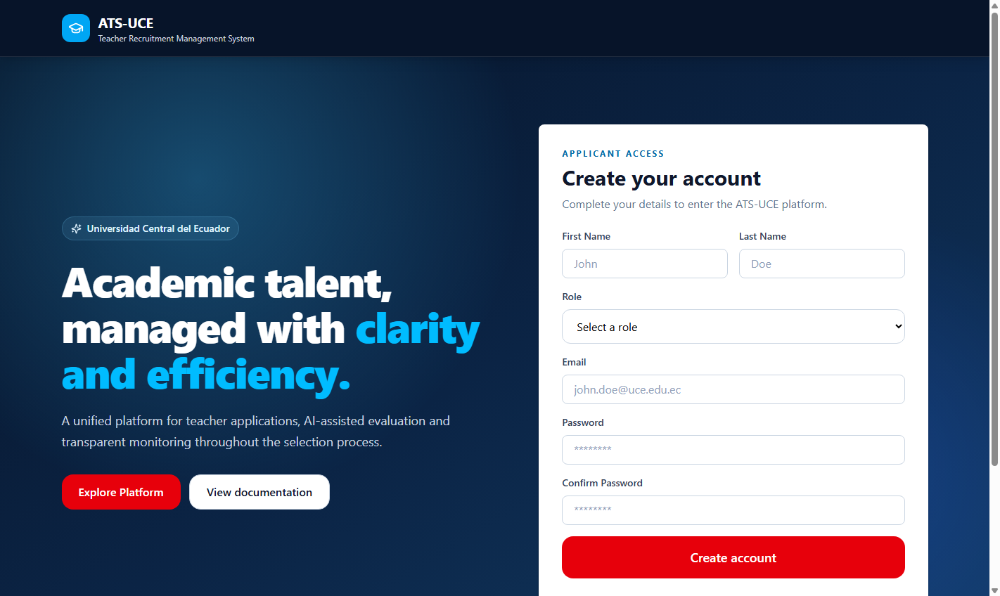 ATS-UCE
Teacher Recruitment Management System
Universidad Central del Ecuador
Academic talent,
managed with clarity
and efficiency.
A unified platform for teacher applications, AI-assisted evaluation and
transparent monitoring throughout the selection process.
Explore Platform
View documentation
APPLICANT ACCESS
Create your account
Complete your details to enter the ATS-UCE platform.
First Name
Last Name
John
Doe
Role
Select a role
Email
john.doe@uce.edu.ec
Password
********
Confirm Password
********
Create account